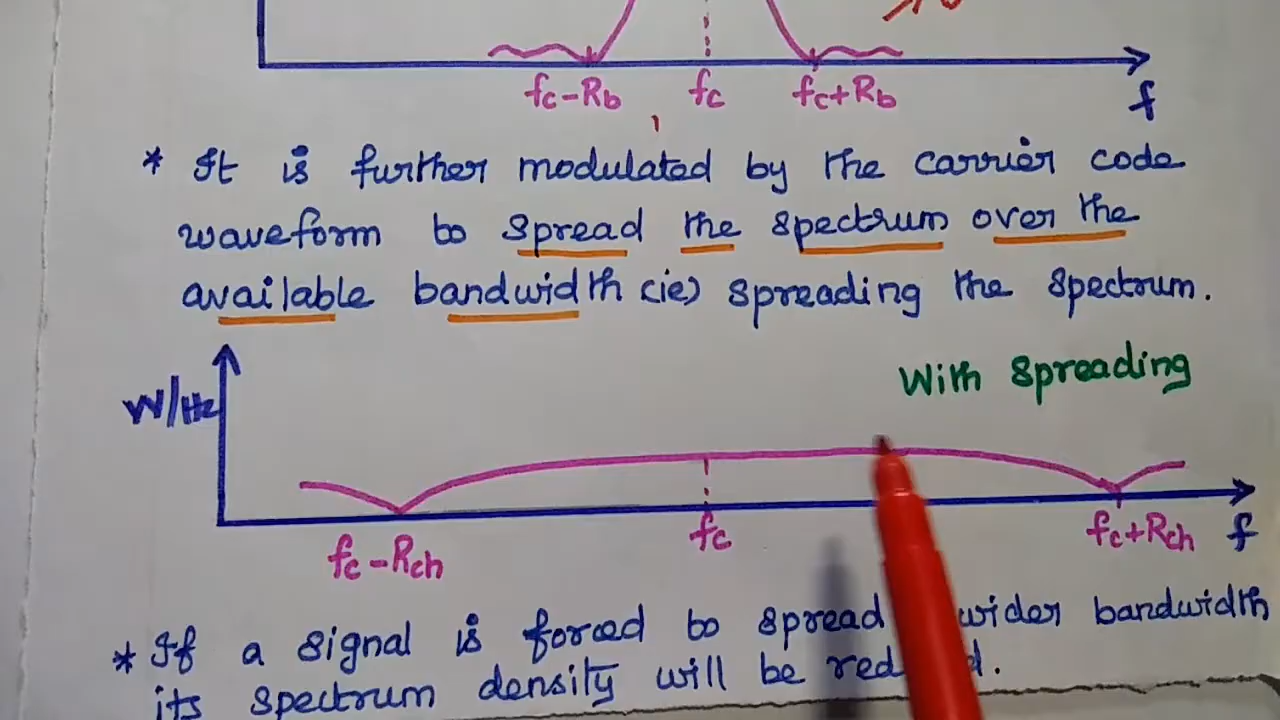 fc-Rb fc fc+Rb f
* It is further modulated by the carrier code
waveform to spread the spectrum over the
available bandwidth (ie) spreading the spectrum.
With spreading
W/Hz
fc-Rch fc fc+Rch f
* If a signal is forced to spread wider bandwidth
its spectrum density will be